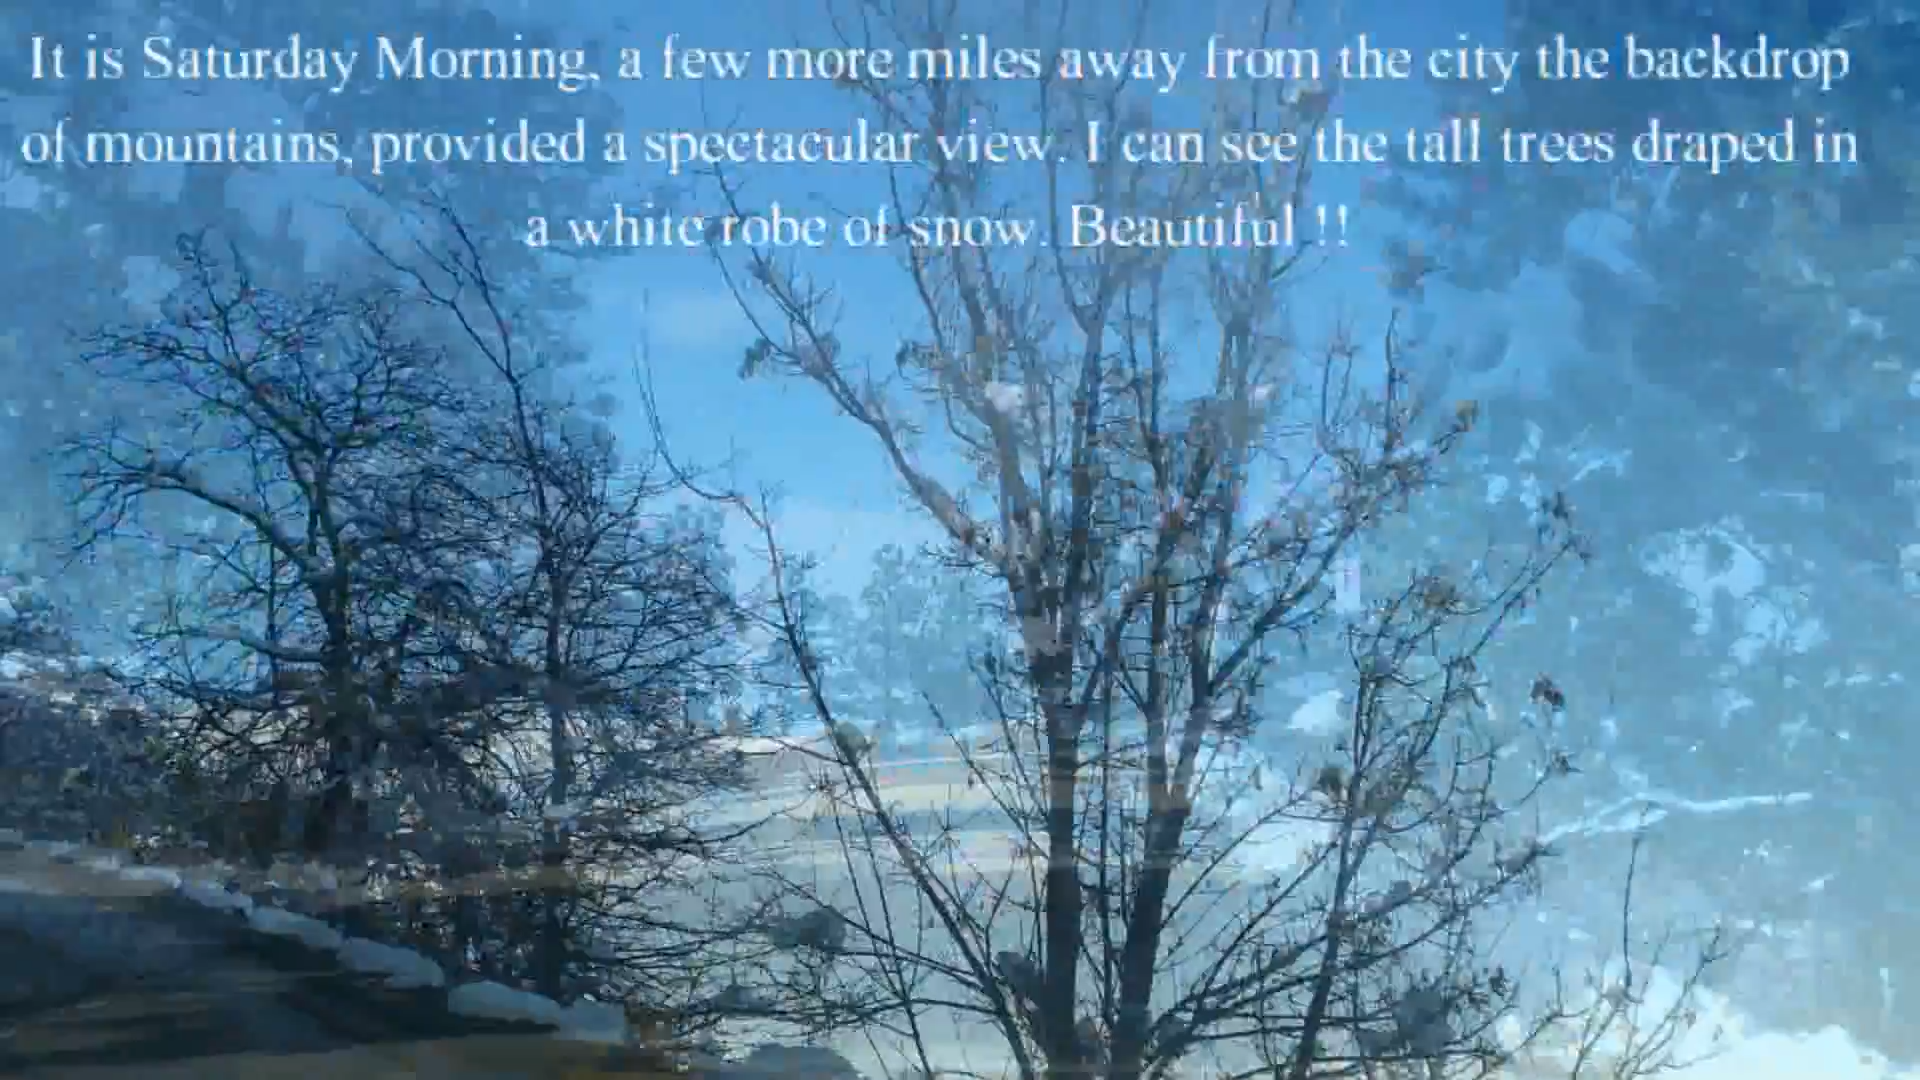 It is Saturday Morning, a few more miles away from the city the backdrop
of mountains, provided a spectacular view. I can see the tall trees draped in
a white robe of snow. Beautiful !!